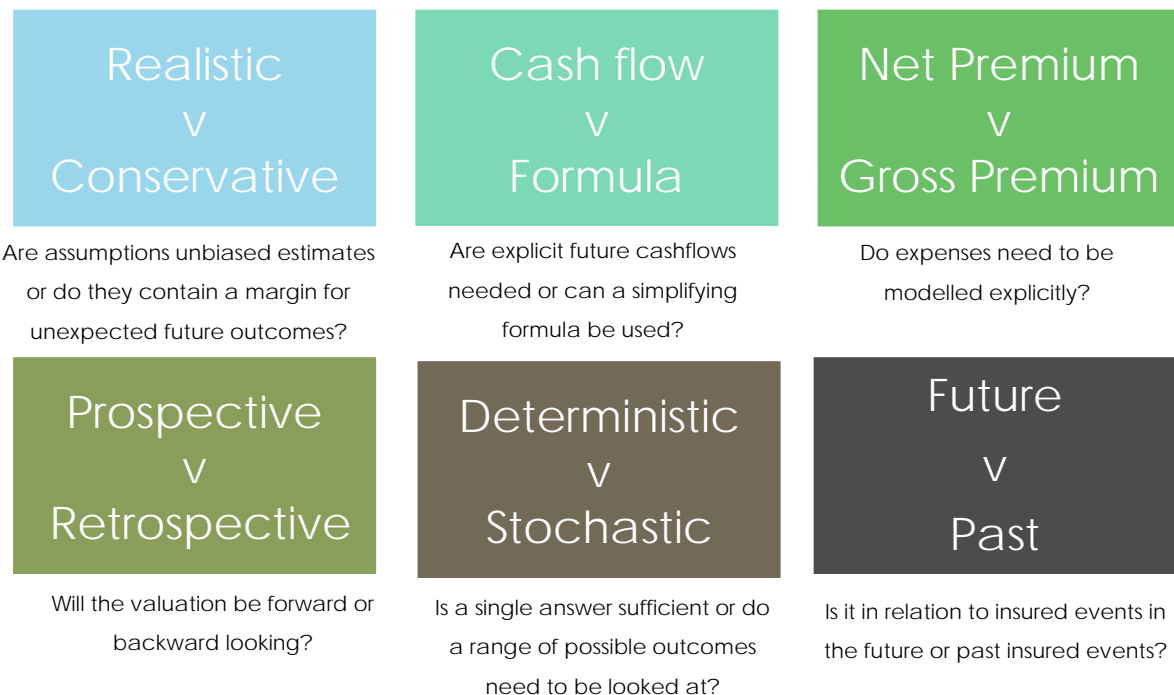 Realistic
v
Conservative
Are assumptions unbiased estimates
or do they contain a margin for
unexpected future outcomes?
Cash flow
v
Formula
Are explicit future cashflows
needed or can a simplifying
formula be used?
Net Premium
v
Gross Premium
Do expenses need to be
modelled explicitly?
Prospective
v
Retrospective
Will the valuation be forward or
backward looking?
Deterministic
v
Stochastic
Is a single answer sufficient or do
a range of possible outcomes
need to be looked at?
Future
v
Past
Is it in relation to insured events in
the future or past insured events?